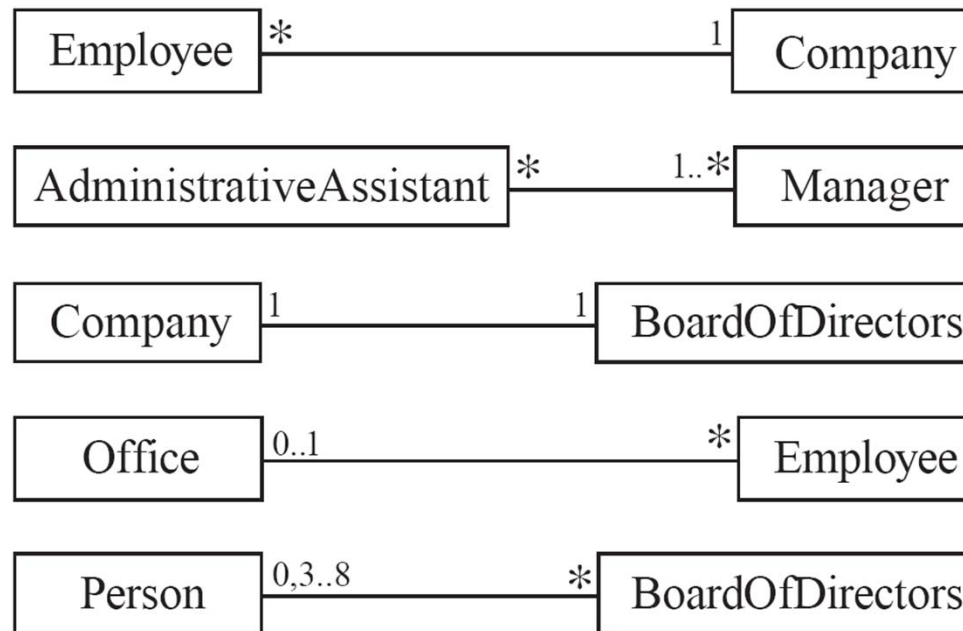 Employee * 1 Company
AdministrativeAssistant * 1..* Manager
Company 1 1 BoardOfDirectors
Office 0..1 * Employee
Person 0,3..8 * BoardOfDirectors